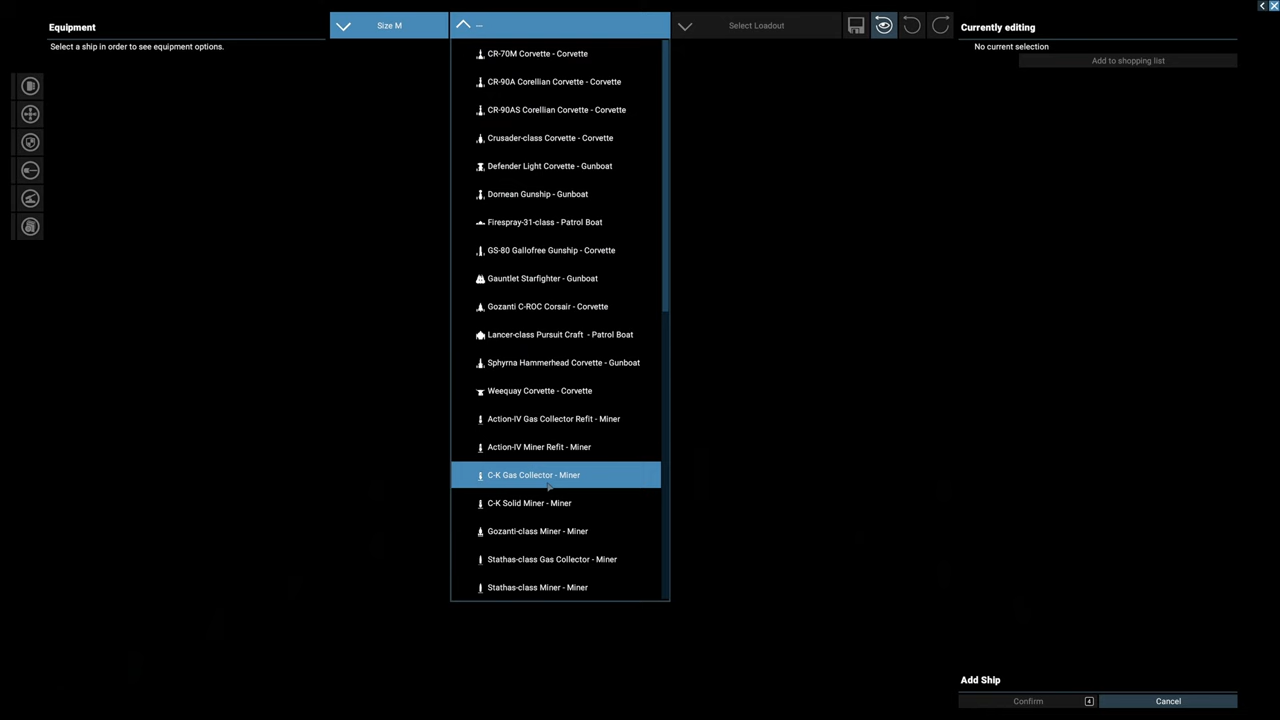 Equipment
Select a ship in order to see equipment options.
Size M
—
Select Loadout
CR-70M Corvette - Corvette
CR-90A Corellian Corvette - Corvette
CR-90AS Corellian Corvette - Corvette
Crusader-class Corvette - Corvette
Defender Light Corvette - Gunboat
Dornean Gunship - Gunboat
Firespray-31-class - Patrol Boat
GS-80 Gallofree Gunship - Corvette
Gauntlet Starfighter - Gunboat
Gozanti C-ROC Corsair - Corvette
Lancer-class Pursuit Craft - Patrol Boat
Sphyrna Hammerhead Corvette - Gunboat
Weequay Corvette - Corvette
Action-IV Gas Collector Refit - Miner
Action-IV Miner Refit - Miner
C-K Gas Collector - Miner
C-K Solid Miner - Miner
Gozanti-class Miner - Miner
Stathas-class Gas Collector - Miner
Stathas-class Miner - Miner
Currently editing
No current selection
Add to shopping list
Add Ship
Confirm
4
Cancel